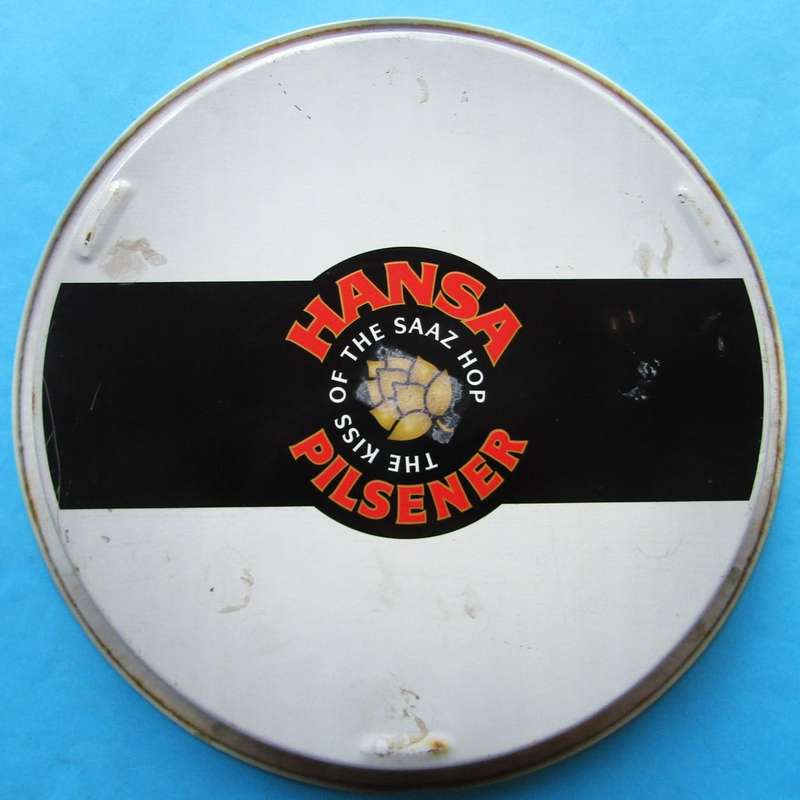 HANSA
THE KISS OF THE SAAZ HOP
PILSENER